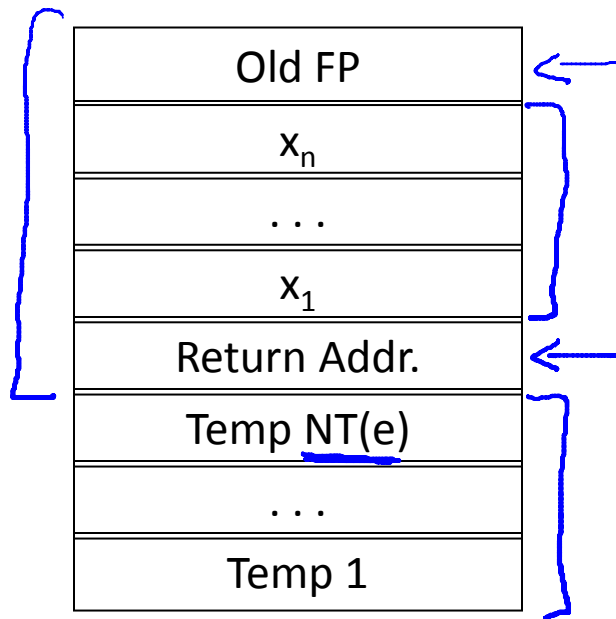 Old FP
xn
. . .
x1
Return Addr.
Temp NT(e)
. . .
Temp 1